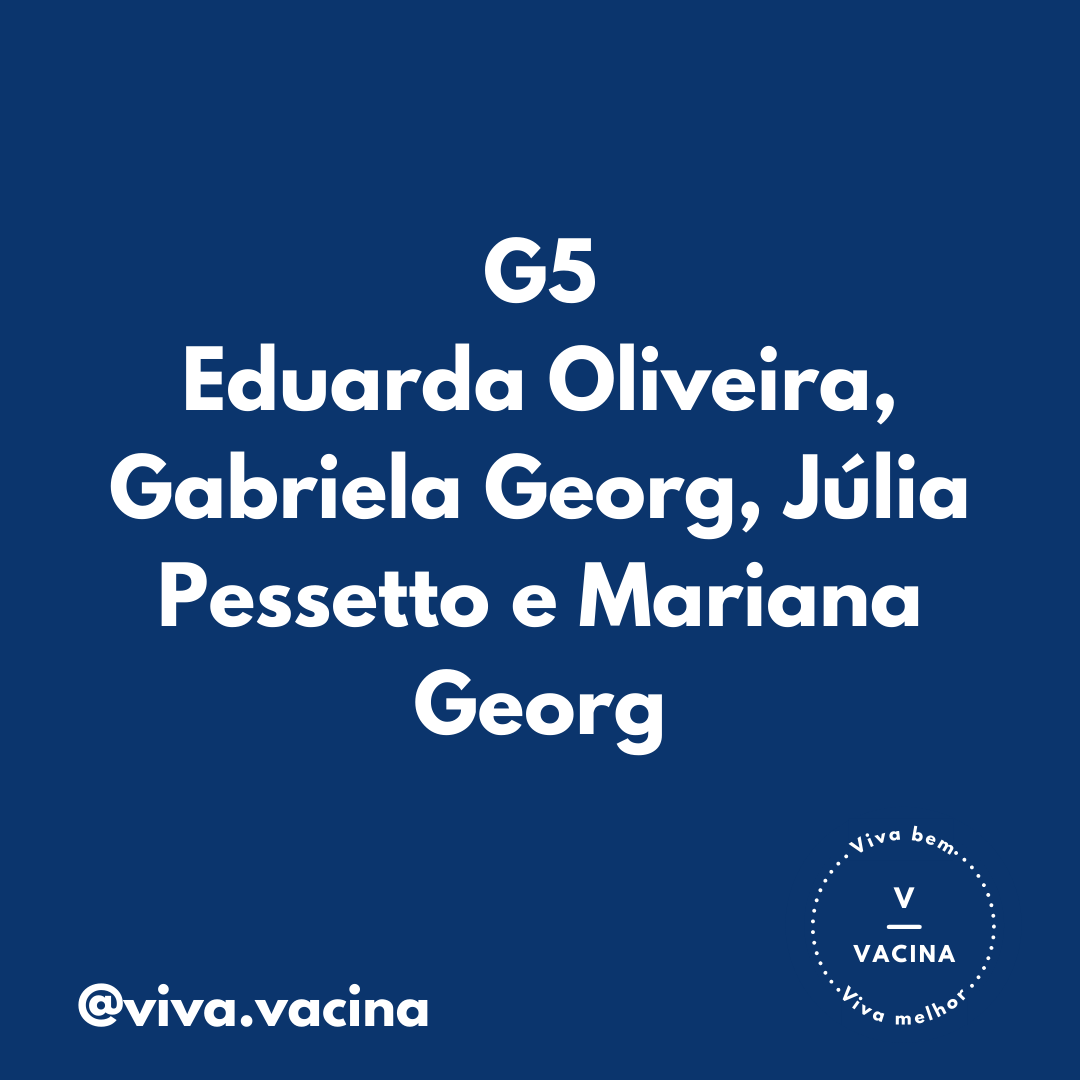 G5
Eduarda Oliveira,
Gabriela Georg, Júlia
Pessetto e Mariana
Georg
Viva bem
V
VACINA
Viva melhor
@viva.vacina